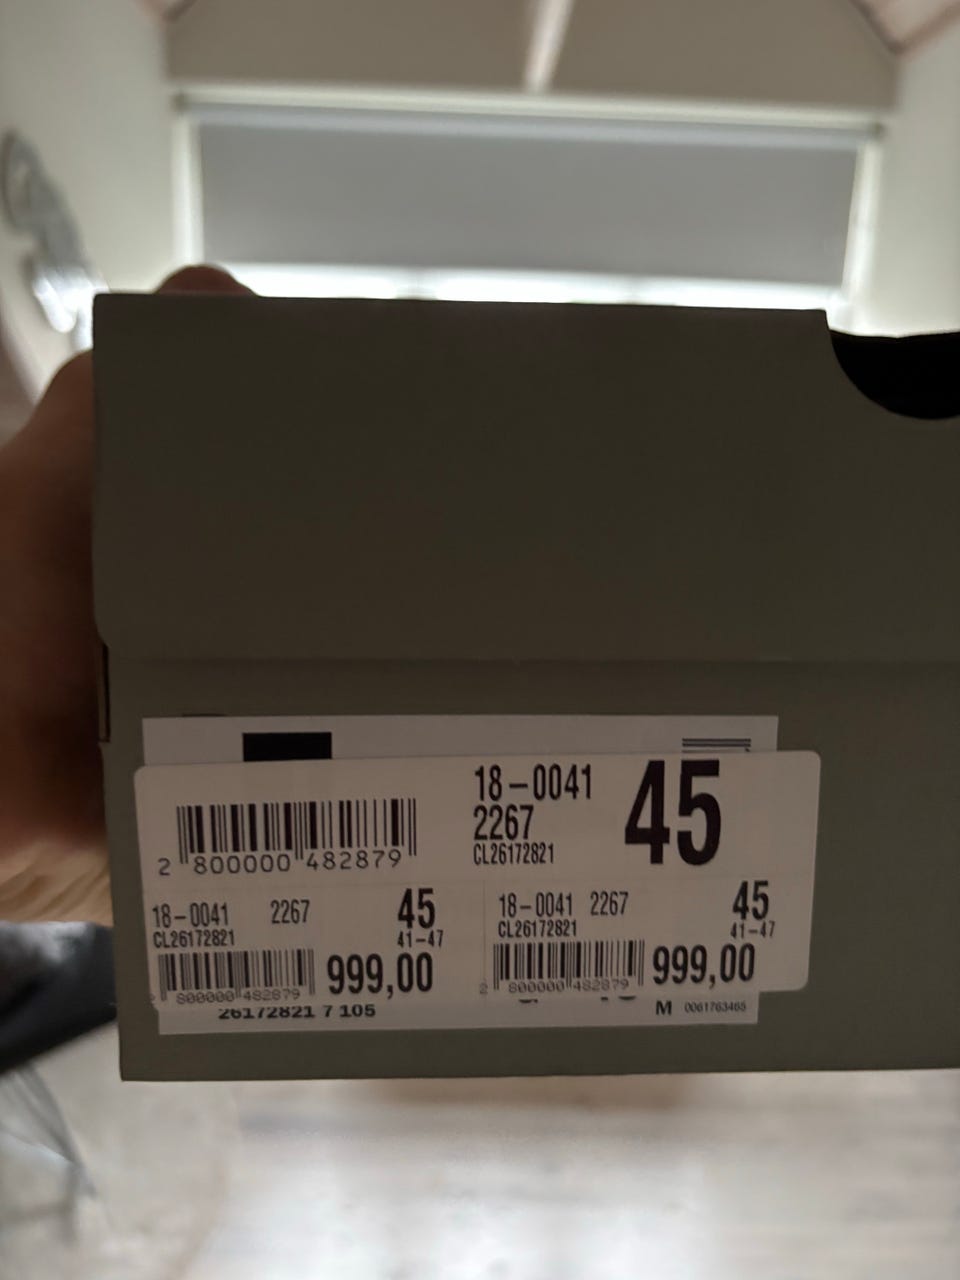 18-0041
45
2267
CL26172821
2 800000 482879
18-0041 2267 45
CL26172821 41-47
800000 482879 999,00
18-0041 2267 45
CL26172821 41-47
2 800000 482879 999,00
26172821 7 105
M 0061763465